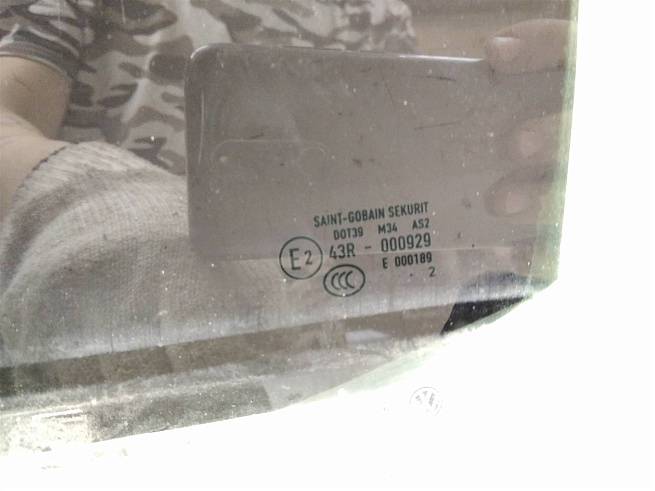 SAINT-GOBAIN SEKURIT
DOT39 M34 AS2
E2 43R - 000929
E 000189
CCC . 2